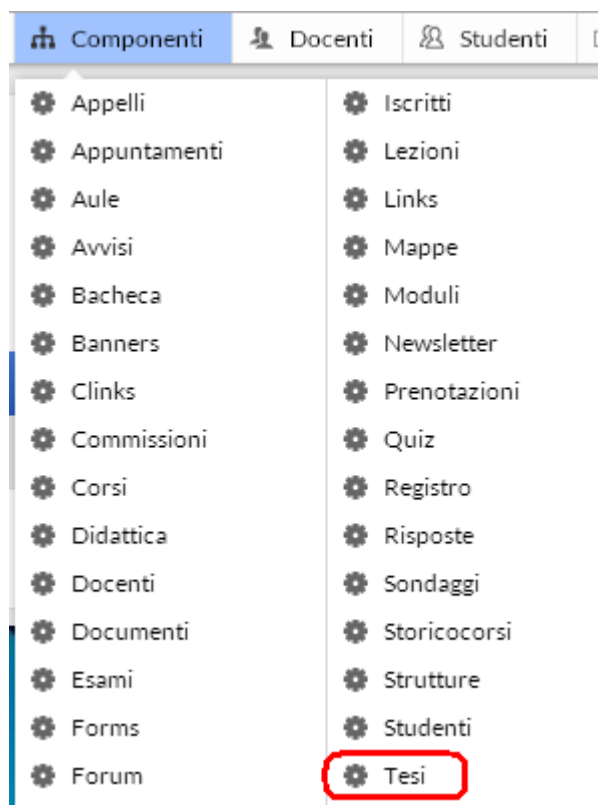 Componenti Docenti Studenti
Appelli
Appuntamenti
Aule
Avvisi
Bacheca
Banners
Clinks
Commissioni
Corsi
Didattica
Docenti
Documenti
Esami
Forms
Forum
Iscritti
Lezioni
Links
Mappe
Moduli
Newsletter
Prenotazioni
Quiz
Registro
Risposte
Sondaggi
Storicocorsi
Strutture
Studenti
Tesi